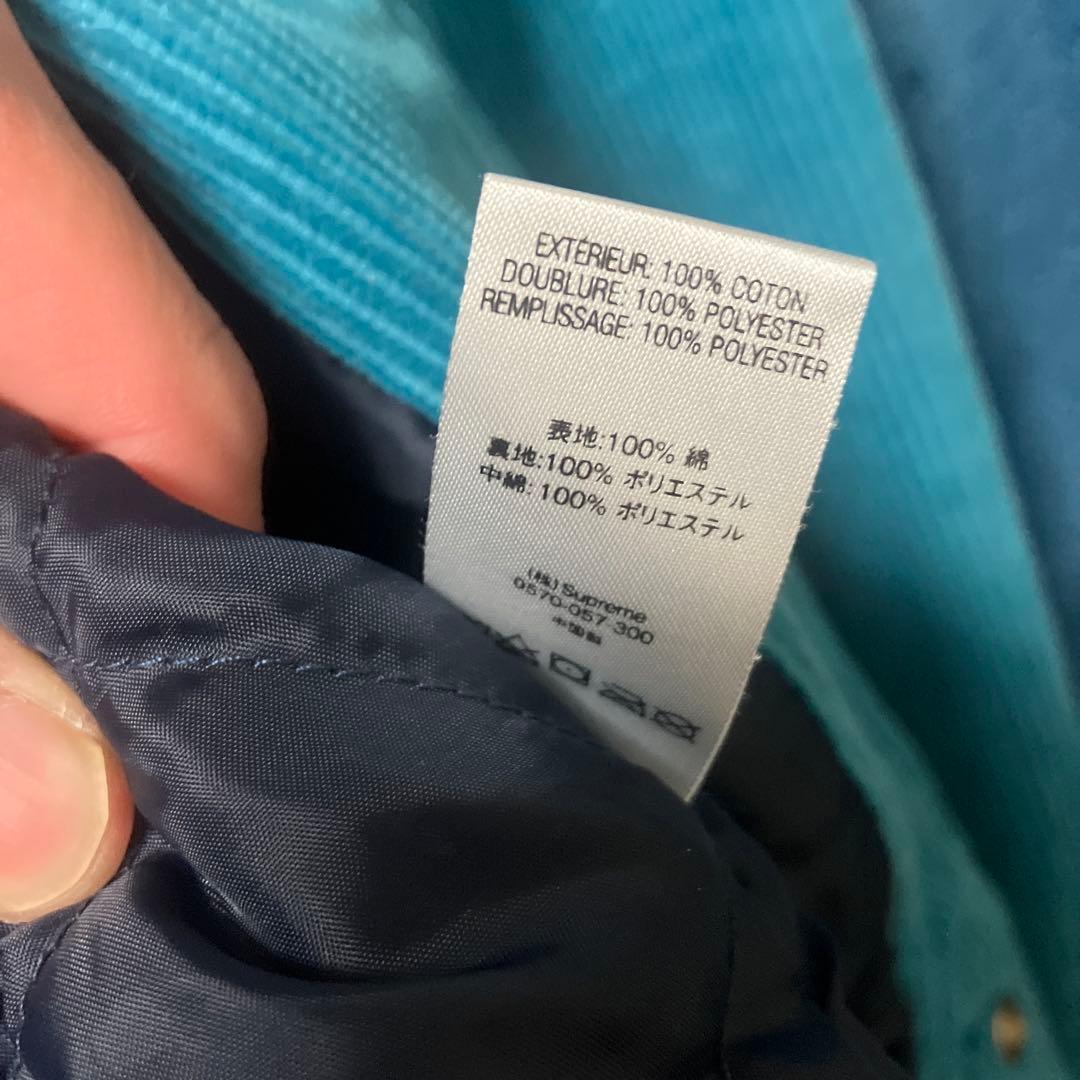 EXTÉRIEUR: 100% COTON
DOUBLURE: 100% POLYESTER
REMPLISSAGE: 100% POLYESTER
表地:100% 綿
裏地:100% ポリエステル
中綿:100% ポリエステル
(株)Supreme
0570-057-300
中国製